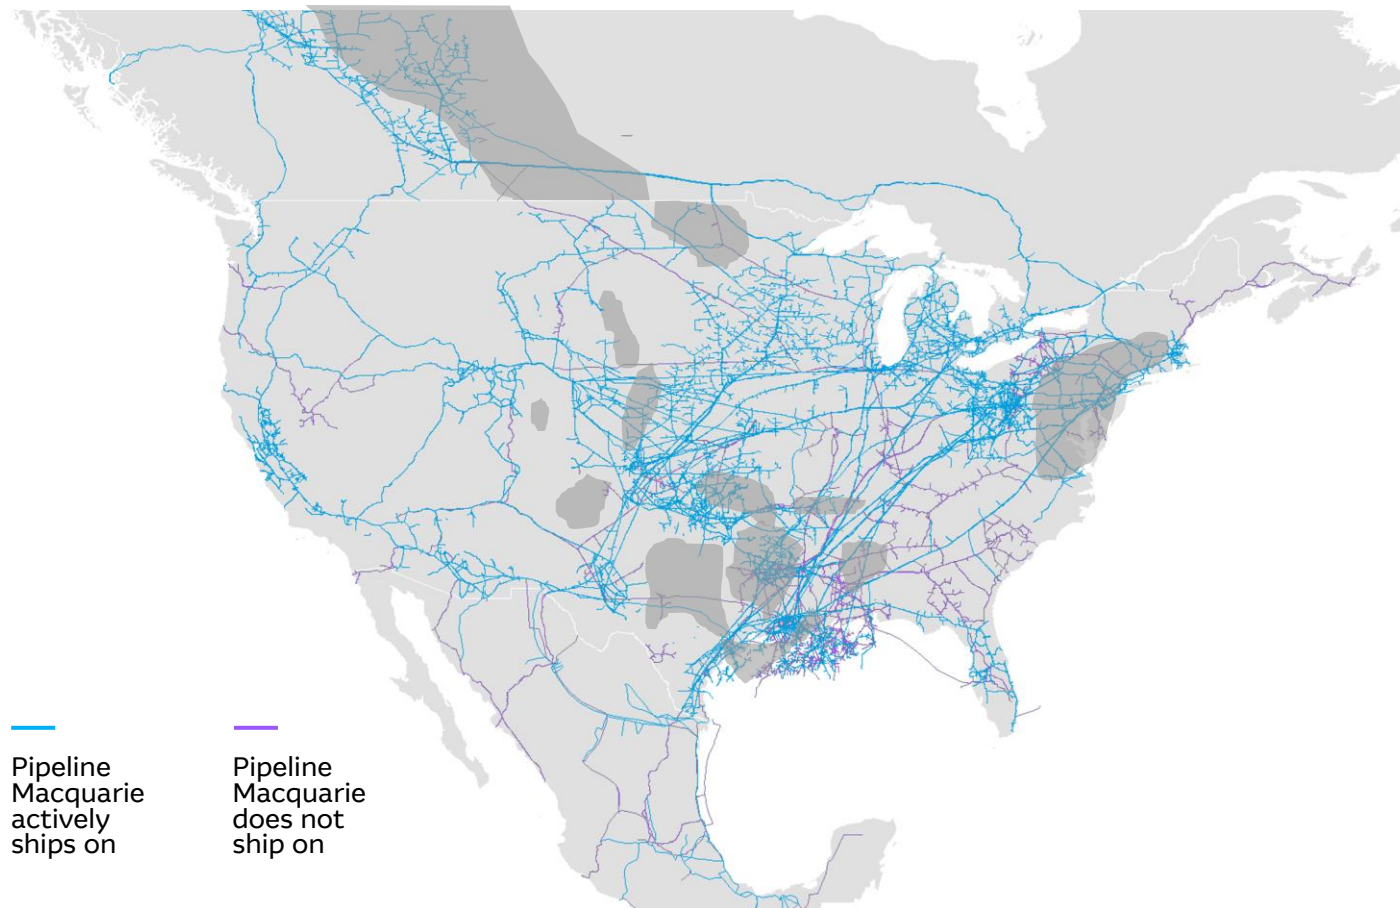 Pipeline
Macquarie
actively
ships on
Pipeline
Macquarie
does not
ship on